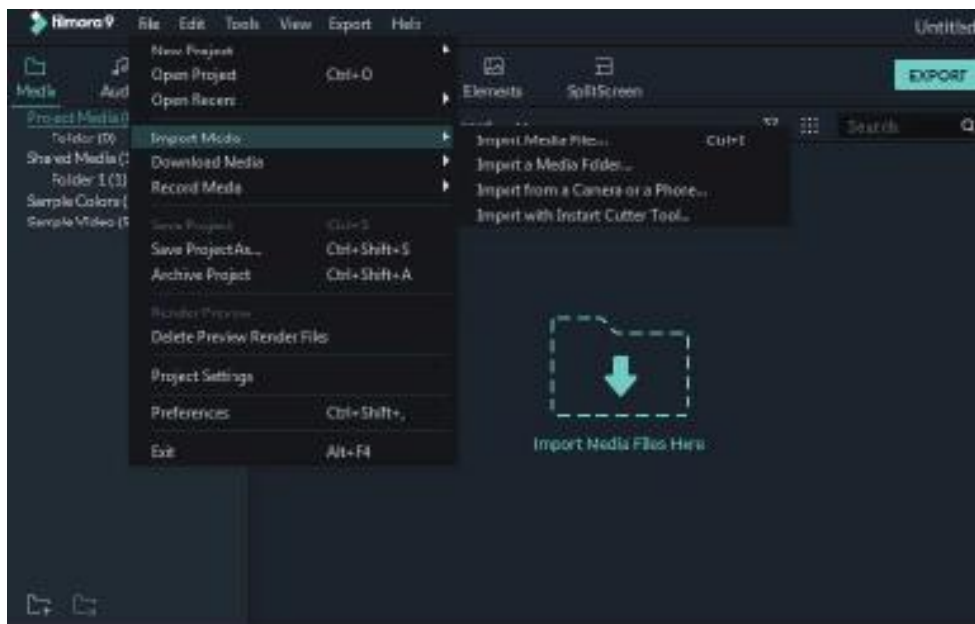 filmora9 File Edit Tools View Export Help
Untitled
Media Aud Elements SplitScreen EXPORT
New Project
Open Project Ctrl+O
Open Recent
Import Media
Download Media
Record Media
Save Project Ctrl+S
Save Project As... Ctrl+Shift+S
Archive Project Ctrl+Shift+A
Render Preview
Delete Preview Render Files
Project Settings
Preferences Ctrl+Shift+,
Exit Alt+F4
Import Media Files... Ctrl+I
Import a Media Folder...
Import from a Camera or a Phone...
Import with Instant Cutter Tool...
Project Media (
Folder (0)
Shared Media (
Folder 1 (1)
Sample Colors (
Sample Video (
Search
Import Media Files Here